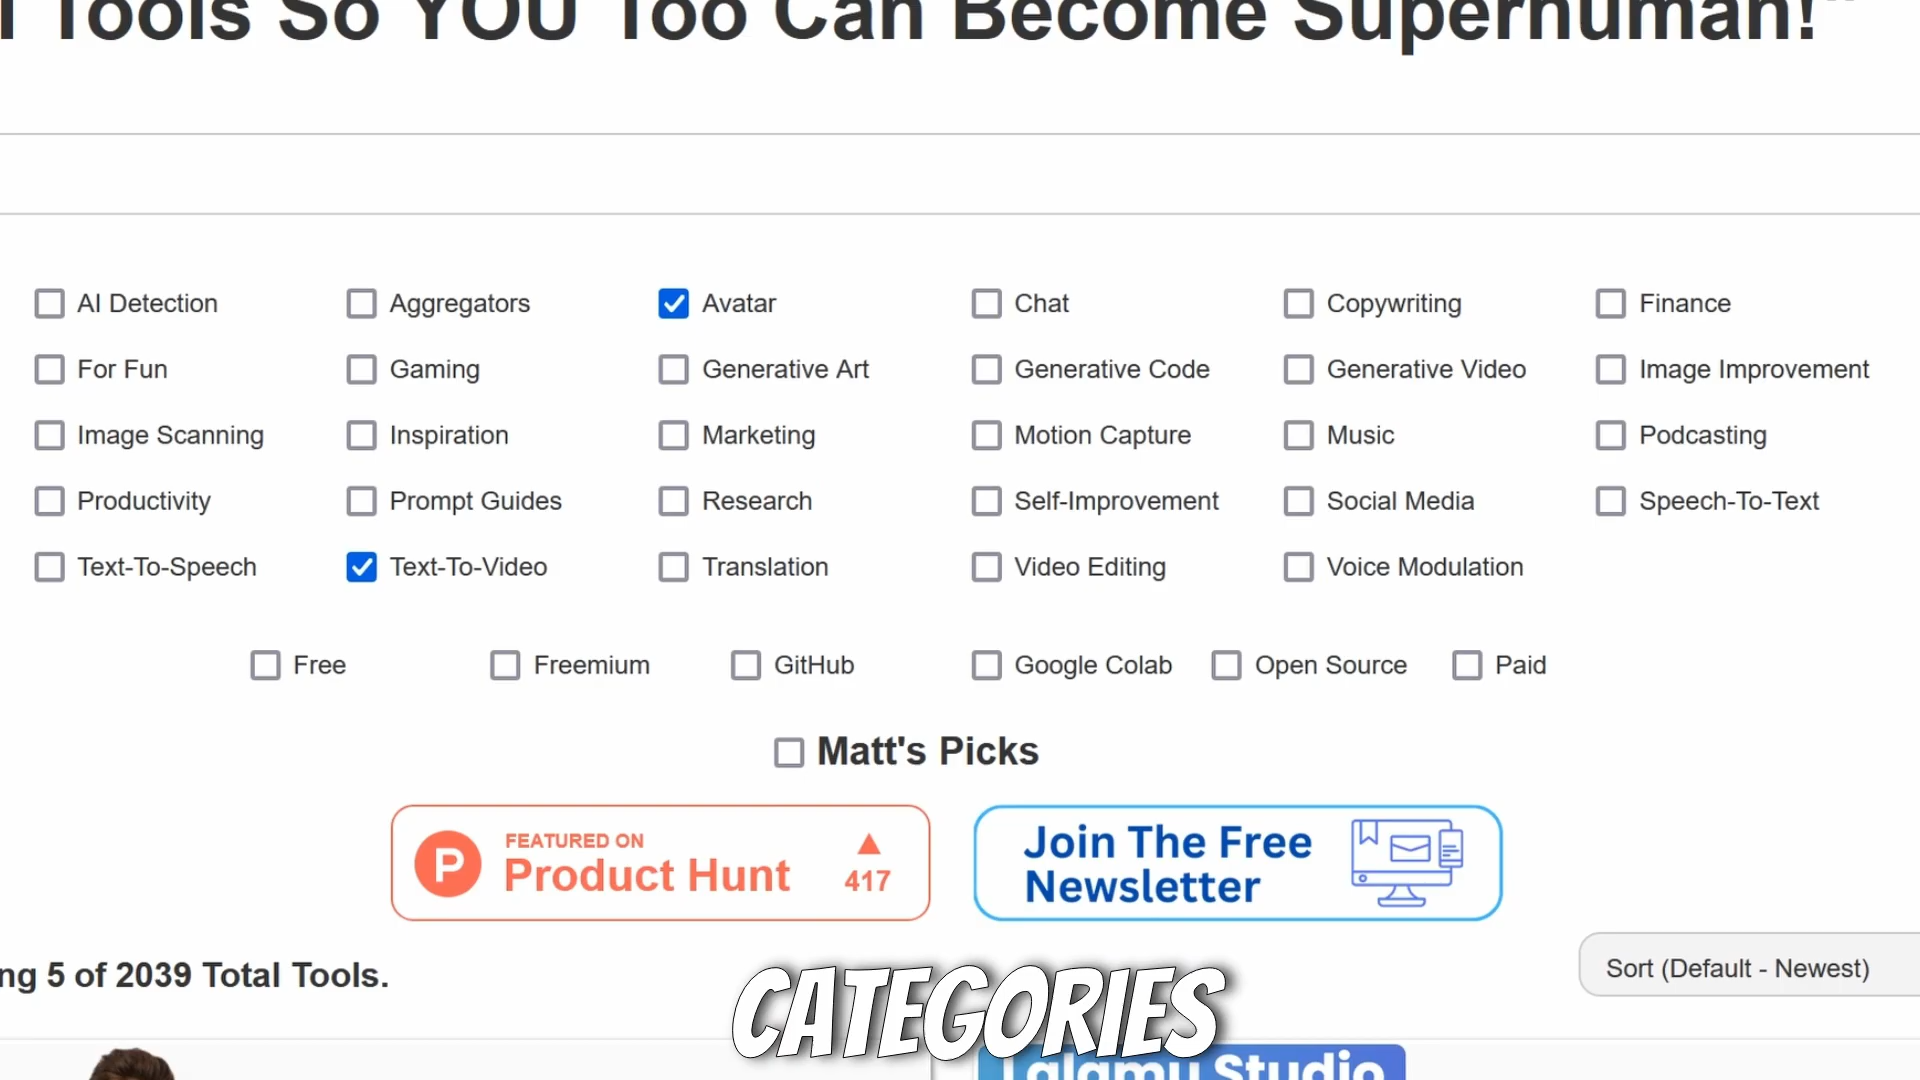 Tools So YOU Too Can Become Superhuman!"
AI Detection Aggregators Avatar Chat Copywriting Finance
For Fun Gaming Generative Art Generative Code Generative Video Image Improvement
Image Scanning Inspiration Marketing Motion Capture Music Podcasting
Productivity Prompt Guides Research Self-Improvement Social Media Speech-To-Text
Text-To-Speech Text-To-Video Translation Video Editing Voice Modulation
Free Freemium GitHub Google Colab Open Source Paid
Matt's Picks
FEATURED ON
Product Hunt
417
Join The Free
Newsletter
ng 5 of 2039 Total Tools.
Sort (Default - Newest)
CATEGORIES
Lalamu Studio